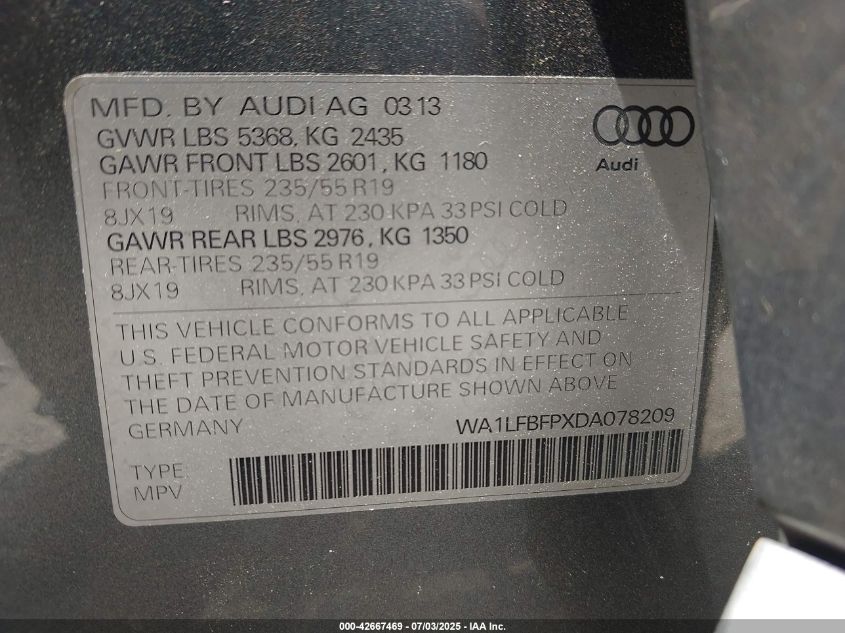 MFD. BY AUDI AG 0313
GVWR LBS 5368, KG 2435
GAWR FRONT LBS 2601, KG 1180
FRONT-TIRES 235/55 R19
8JX19 RIMS, AT 230 KPA 33 PSI COLD
GAWR REAR LBS 2976, KG 1350
REAR-TIRES 235/55 R19
8JX19 RIMS, AT 230 KPA 33 PSI COLD
Audi
THIS VEHICLE CONFORMS TO ALL APPLICABLE
U.S. FEDERAL MOTOR VEHICLE SAFETY AND
THEFT PREVENTION STANDARDS IN EFFECT ON
THE DATE OF MANUFACTURE SHOWN ABOVE
GERMANY WA1LFBFPXDA078209
TYPE
MPV
000-42667469 - 07/03/2025 - IAA Inc.